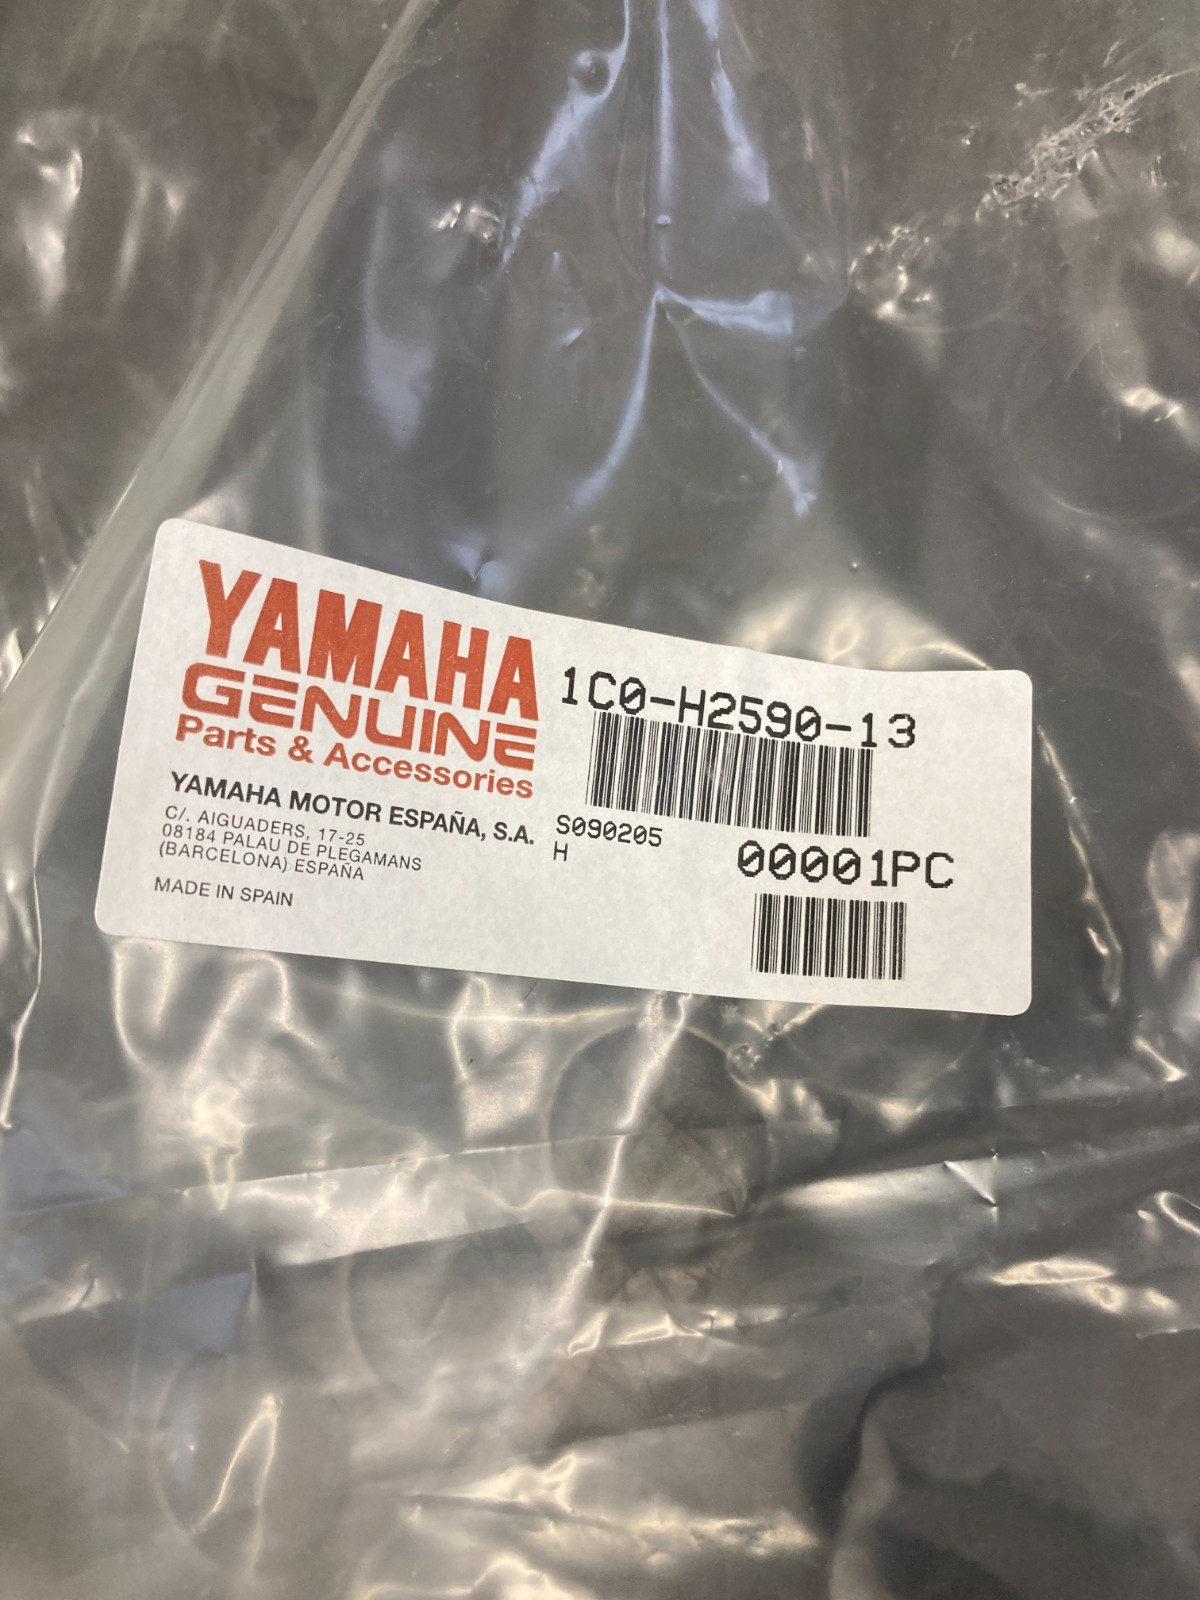 YAMAHA
GENUINE
Parts & Accessories
YAMAHA MOTOR ESPAÑA, S.A.
C/. AIGUADERS, 17-25
08184 PALAU DE PLEGAMANS
(BARCELONA) ESPAÑA
MADE IN SPAIN
1C0-H2590-13
S090205
H
00001PC